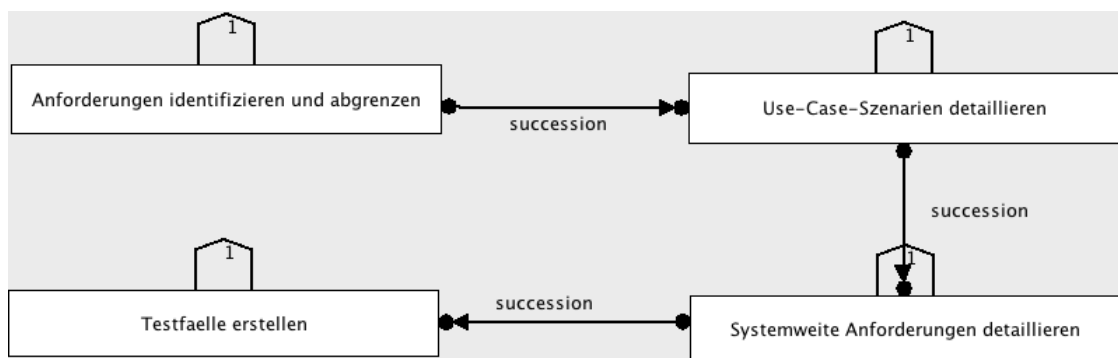 1
Anforderungen identifizieren und abgrenzen
succession
1
Use-Case-Szenarien detaillieren
succession
1
Systemweite Anforderungen detaillieren
succession
1
Testfaelle erstellen